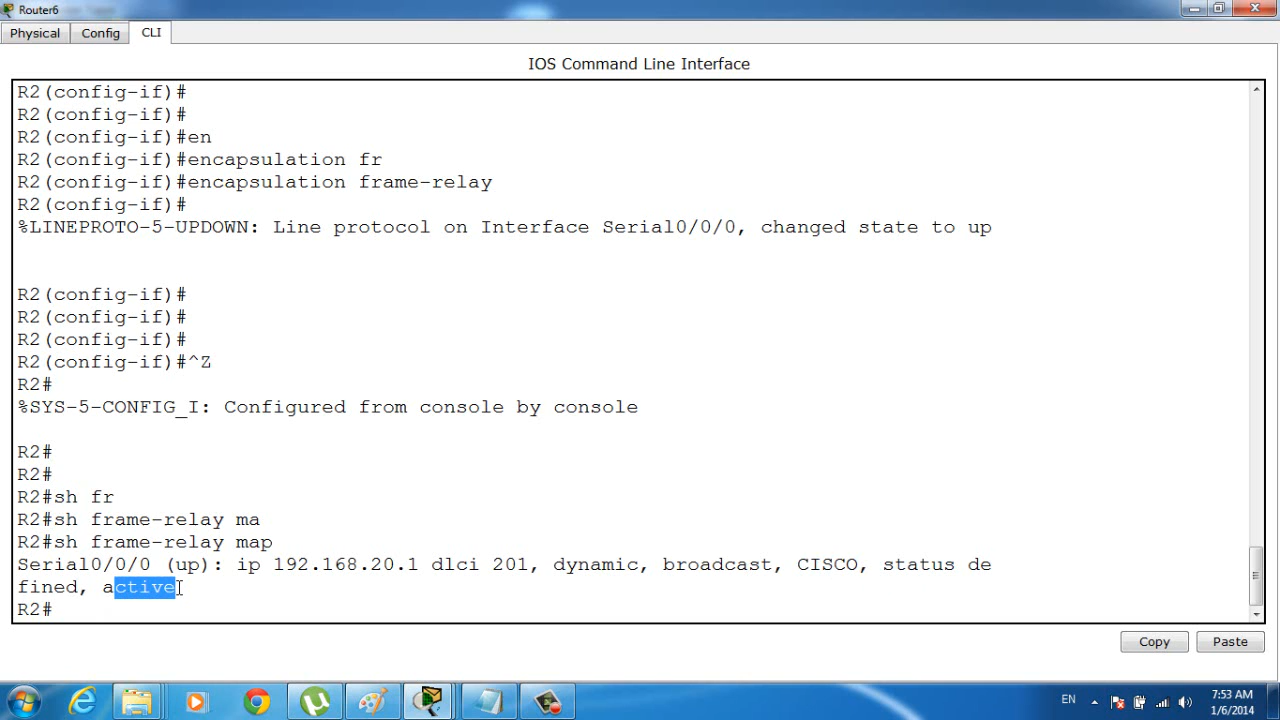 Router6
Physical Config CLI
IOS Command Line Interface
R2(config-if)#
R2(config-if)#
R2(config-if)#en
R2(config-if)#encapsulation fr
R2(config-if)#encapsulation frame-relay
R2(config-if)#
%LINEPROTO-5-UPDOWN: Line protocol on Interface Serial0/0/0, changed state to up
R2(config-if)#
R2(config-if)#
R2(config-if)#
R2(config-if)#^Z
R2#
%SYS-5-CONFIG_I: Configured from console by console
R2#
R2#
R2#sh fr
R2#sh frame-relay ma
R2#sh frame-relay map
Serial0/0/0 (up): ip 192.168.20.1 dlci 201, dynamic, broadcast, CISCO, status de
fined, active
R2#
Copy Paste
EN
7:53 AM
1/6/2014